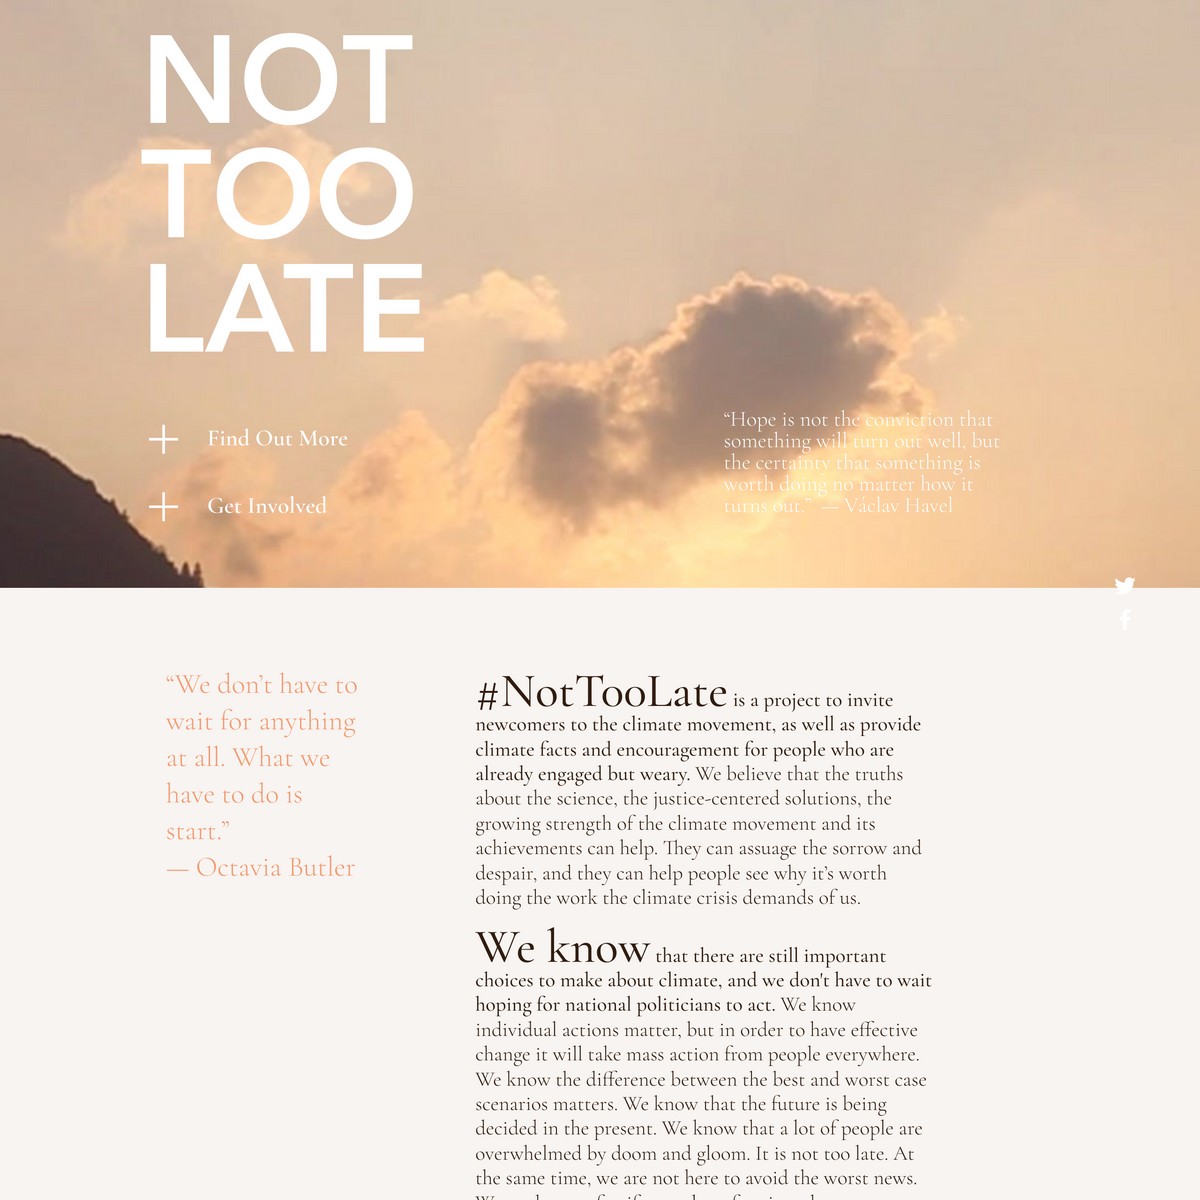 NOT
TOO
LATE
Find Out More
Get Involved
“Hope is not the conviction that
something will turn out well, but
the certainty that something is
worth doing no matter how it
turns out.” — Václav Havel
“We don’t have to
wait for anything
at all. What we
have to do is
start.”
— Octavia Butler
#NotTooLate is a project to invite
newcomers to the climate movement, as well as provide
climate facts and encouragement for people who are
already engaged but weary. We believe that the truths
about the science, the justice-centered solutions, the
growing strength of the climate movement and its
achievements can help. They can assuage the sorrow and
despair, and they can help people see why it’s worth
doing the work the climate crisis demands of us.
We know that there are still important
choices to make about climate, and we don't have to wait
hoping for national politicians to act. We know
individual actions matter, but in order to have effective
change it will take mass action from people everywhere.
We know the difference between the best and worst case
scenarios matters. We know that the future is being
decided in the present. We know that a lot of people are
overwhelmed by doom and gloom. It is not too late. At
the same time, we are not here to avoid the worst news.